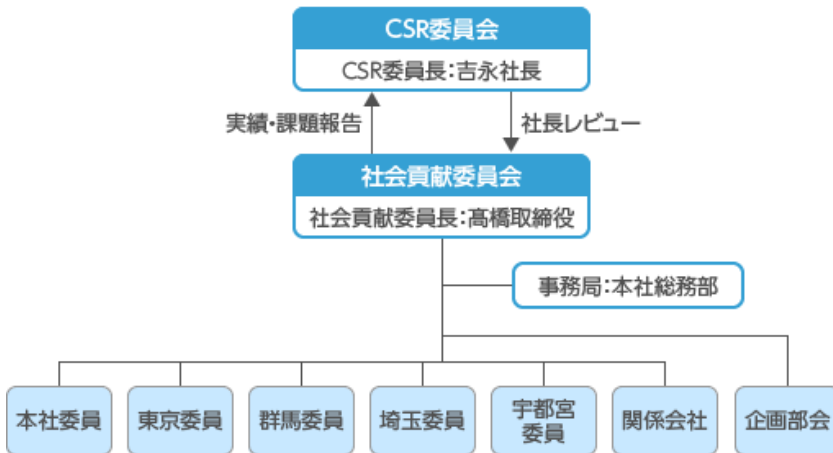 CSR委員会
CSR委員長:吉永社長
実績・課題報告
社長レビュー
社会貢献委員会
社会貢献委員長:髙橋取締役
事務局:本社総務部
本社委員
東京委員
群馬委員
埼玉委員
宇都宮
委員
関係会社
企画部会